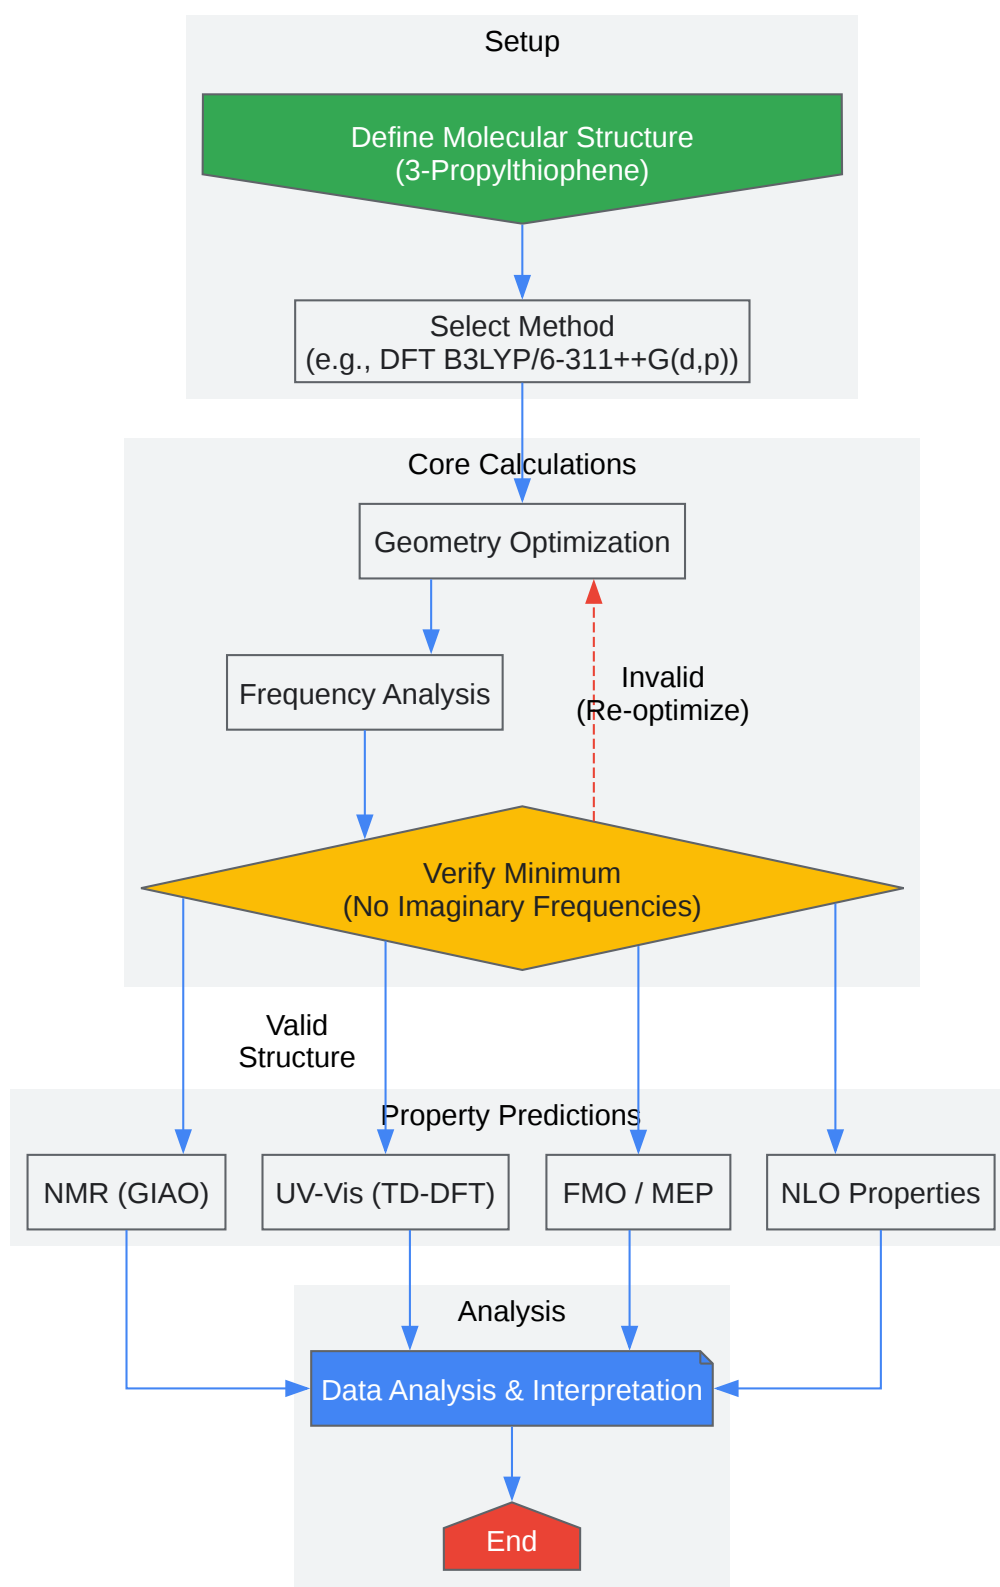 Setup
Define Molecular Structure
(3-Propylthiophene)
Select Method
(e.g., DFT B3LYP/6-311++G(d,p))
Core Calculations
Geometry Optimization
Frequency Analysis
Invalid
(Re-optimize)
Verify Minimum
(No Imaginary Frequencies)
Valid
Structure
Property Predictions
NMR (GIAO)
UV-Vis (TD-DFT)
FMO / MEP
NLO Properties
Analysis
Data Analysis & Interpretation
End